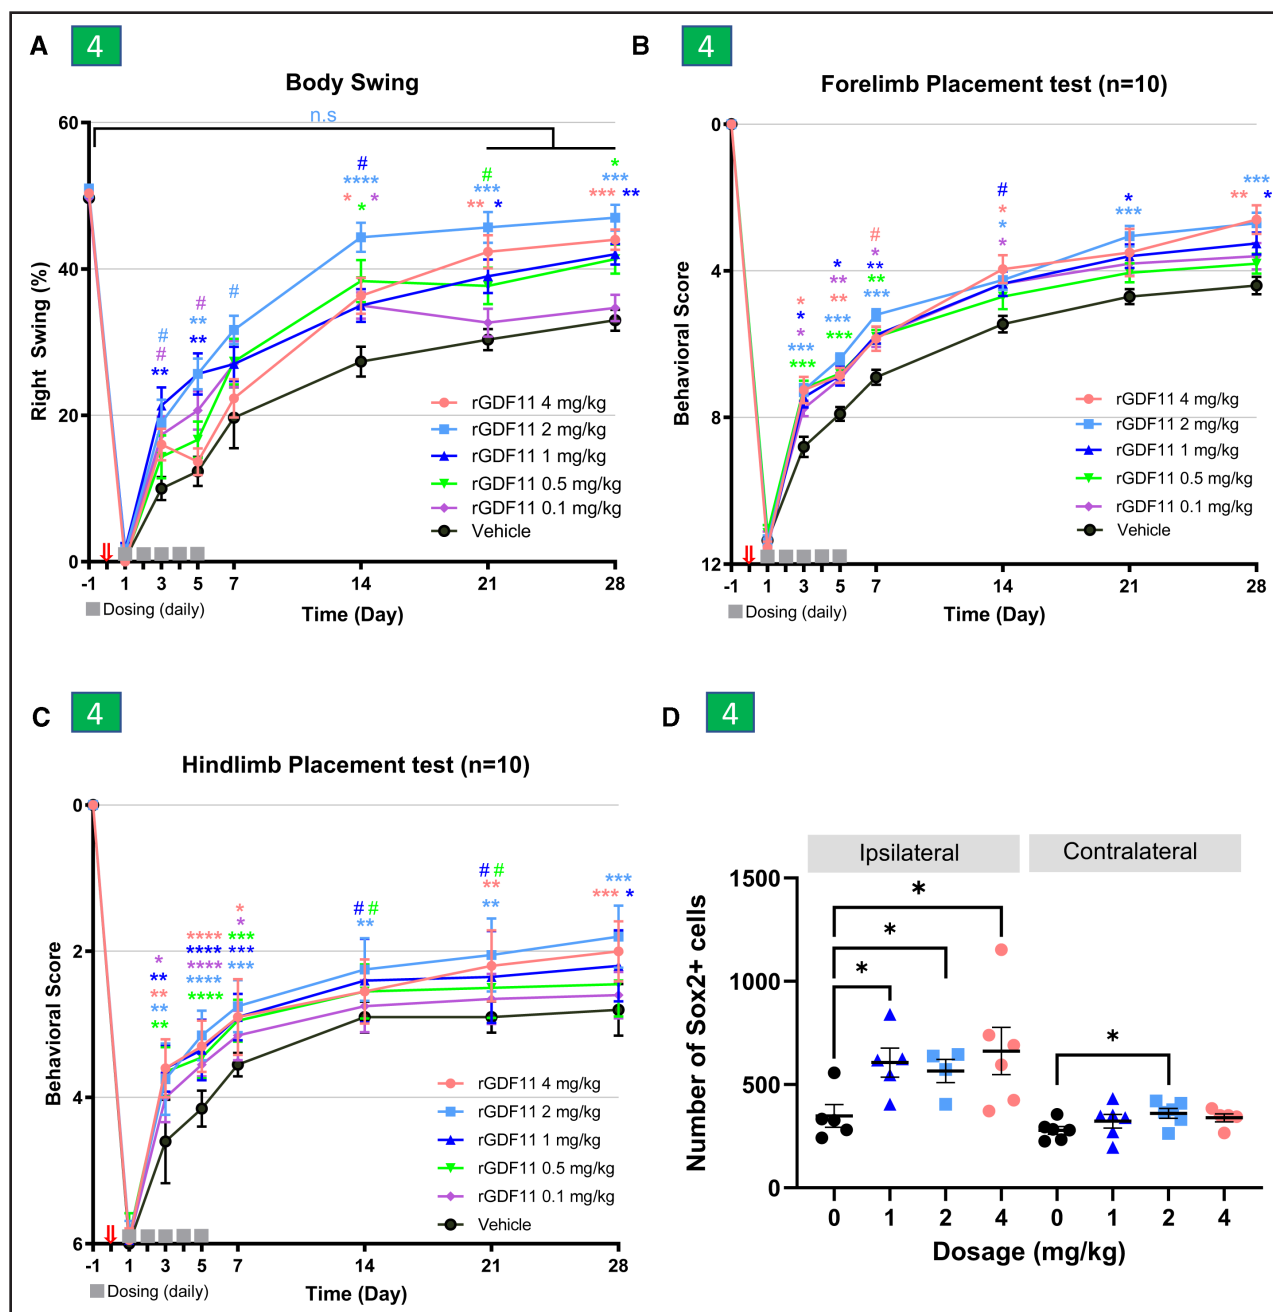 A 4
Body Swing
n.s
60
40
20
0
Right Swing (%)
#
****
* *
*
#
***
** *
*
***
*** **
#
#
**
#
**
**
#
rGDF11 4 mg/kg
rGDF11 2 mg/kg
rGDF11 1 mg/kg
rGDF11 0.5 mg/kg
rGDF11 0.1 mg/kg
Vehicle
-1 1 3 5 7 14 21 28
Dosing (daily)
Time (Day)
B 4
Forelimb Placement test (n=10)
0
4
8
12
Behavioral Score
*
*
*
***
***
*
**
**
***
***
#
*
**
**
***
#
*
*
*
*
***
***
** *
rGDF11 4 mg/kg
rGDF11 2 mg/kg
rGDF11 1 mg/kg
rGDF11 0.5 mg/kg
rGDF11 0.1 mg/kg
Vehicle
-1 1 3 5 7 14 21 28
Dosing (daily)
Time (Day)
C 4
Hindlimb Placement test (n=10)
0
2
4
6
Behavioral Score
*
**
**
**
**
****
****
****
****
****
*
*
***
***
***
# #
**
# #
**
**
***
*** *
rGDF11 4 mg/kg
rGDF11 2 mg/kg
rGDF11 1 mg/kg
rGDF11 0.5 mg/kg
rGDF11 0.1 mg/kg
Vehicle
-1 1 3 5 7 14 21 28
Dosing (daily)
Time (Day)
D 4
Ipsilateral Contralateral
1500
1000
500
0
Number of Sox2+ cells
*
*
*
*
0 1 2 4 0 1 2 4
Dosage (mg/kg)